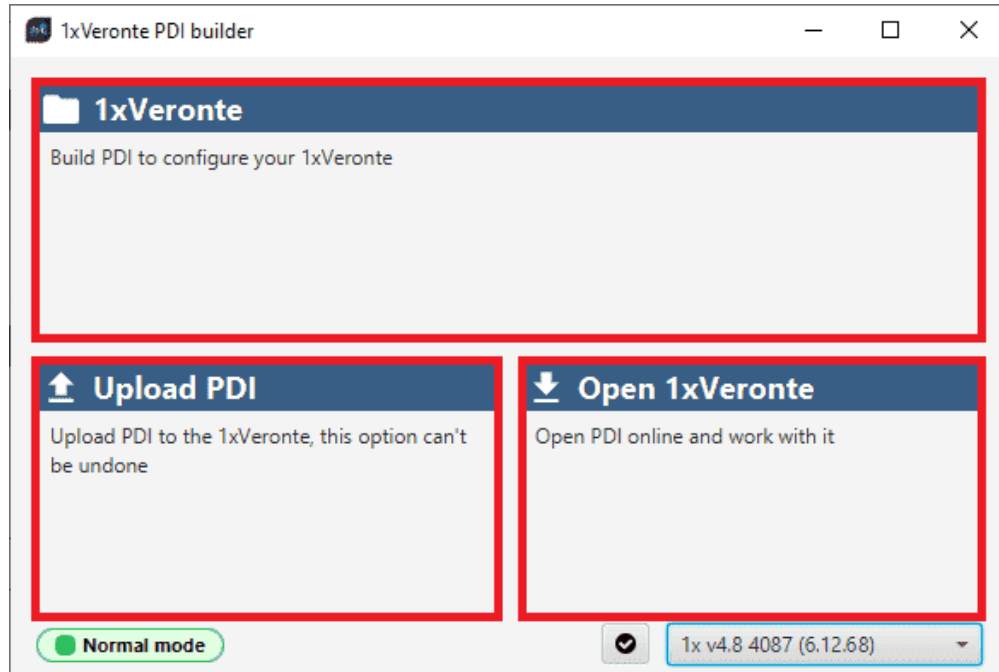 1xVeronte PDI builder
1xVeronte
Build PDI to configure your 1xVeronte
Upload PDI
Upload PDI to the 1xVeronte, this option can't
be undone
Open 1xVeronte
Open PDI online and work with it
Normal mode
1x v4.8 4087 (6.12.68)